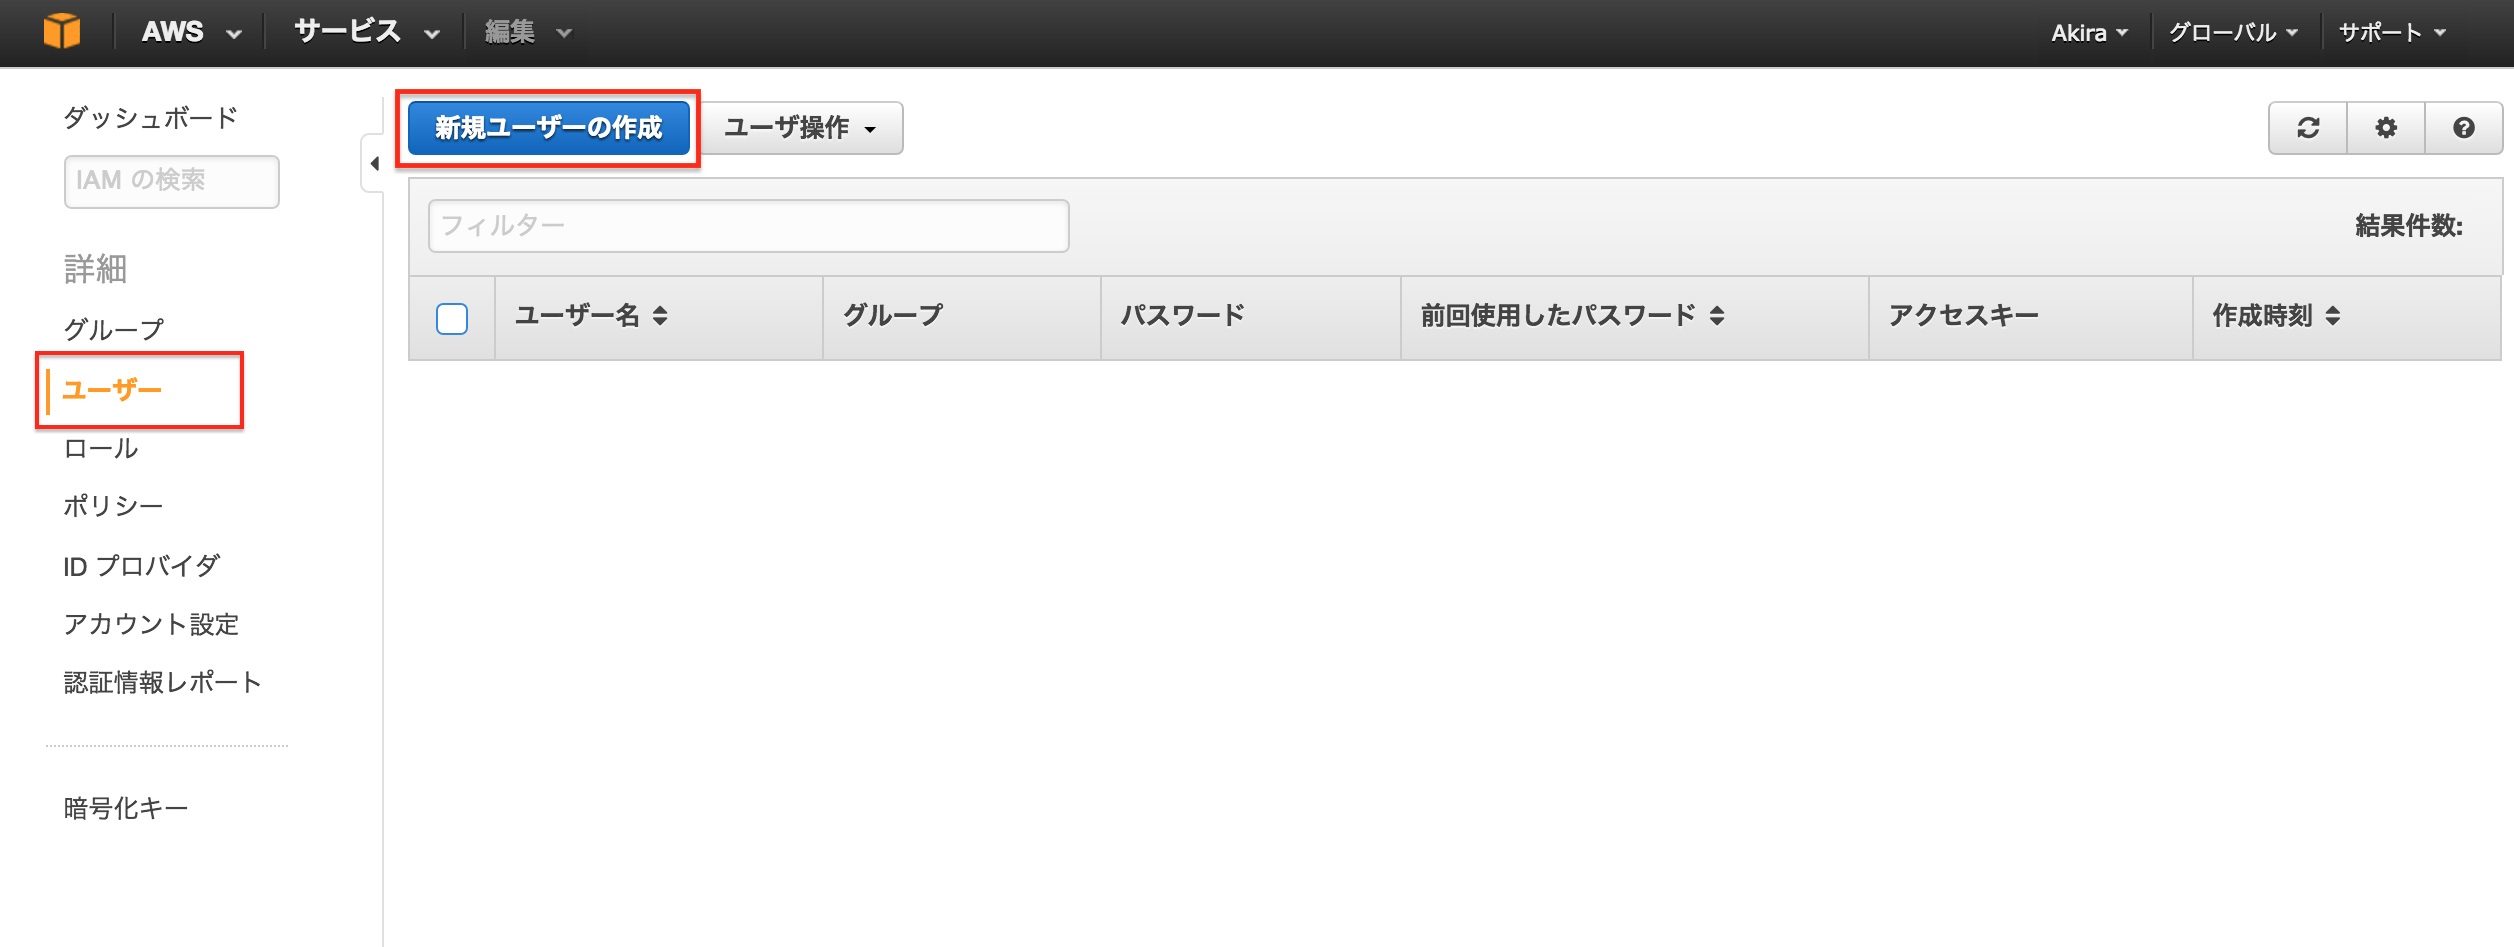 AWS サービス 編集 Akira グローバル サポート
ダッシュボード
IAM の検索
詳細
グループ
ユーザー
ロール
ポリシー
ID プロバイダ
アカウント設定
認証情報レポート
暗号化キー
新規ユーザーの作成 ユーザ操作
フィルター 結果件数:
ユーザー名 グループ パスワード 前回使用したパスワード アクセスキー 作成時刻